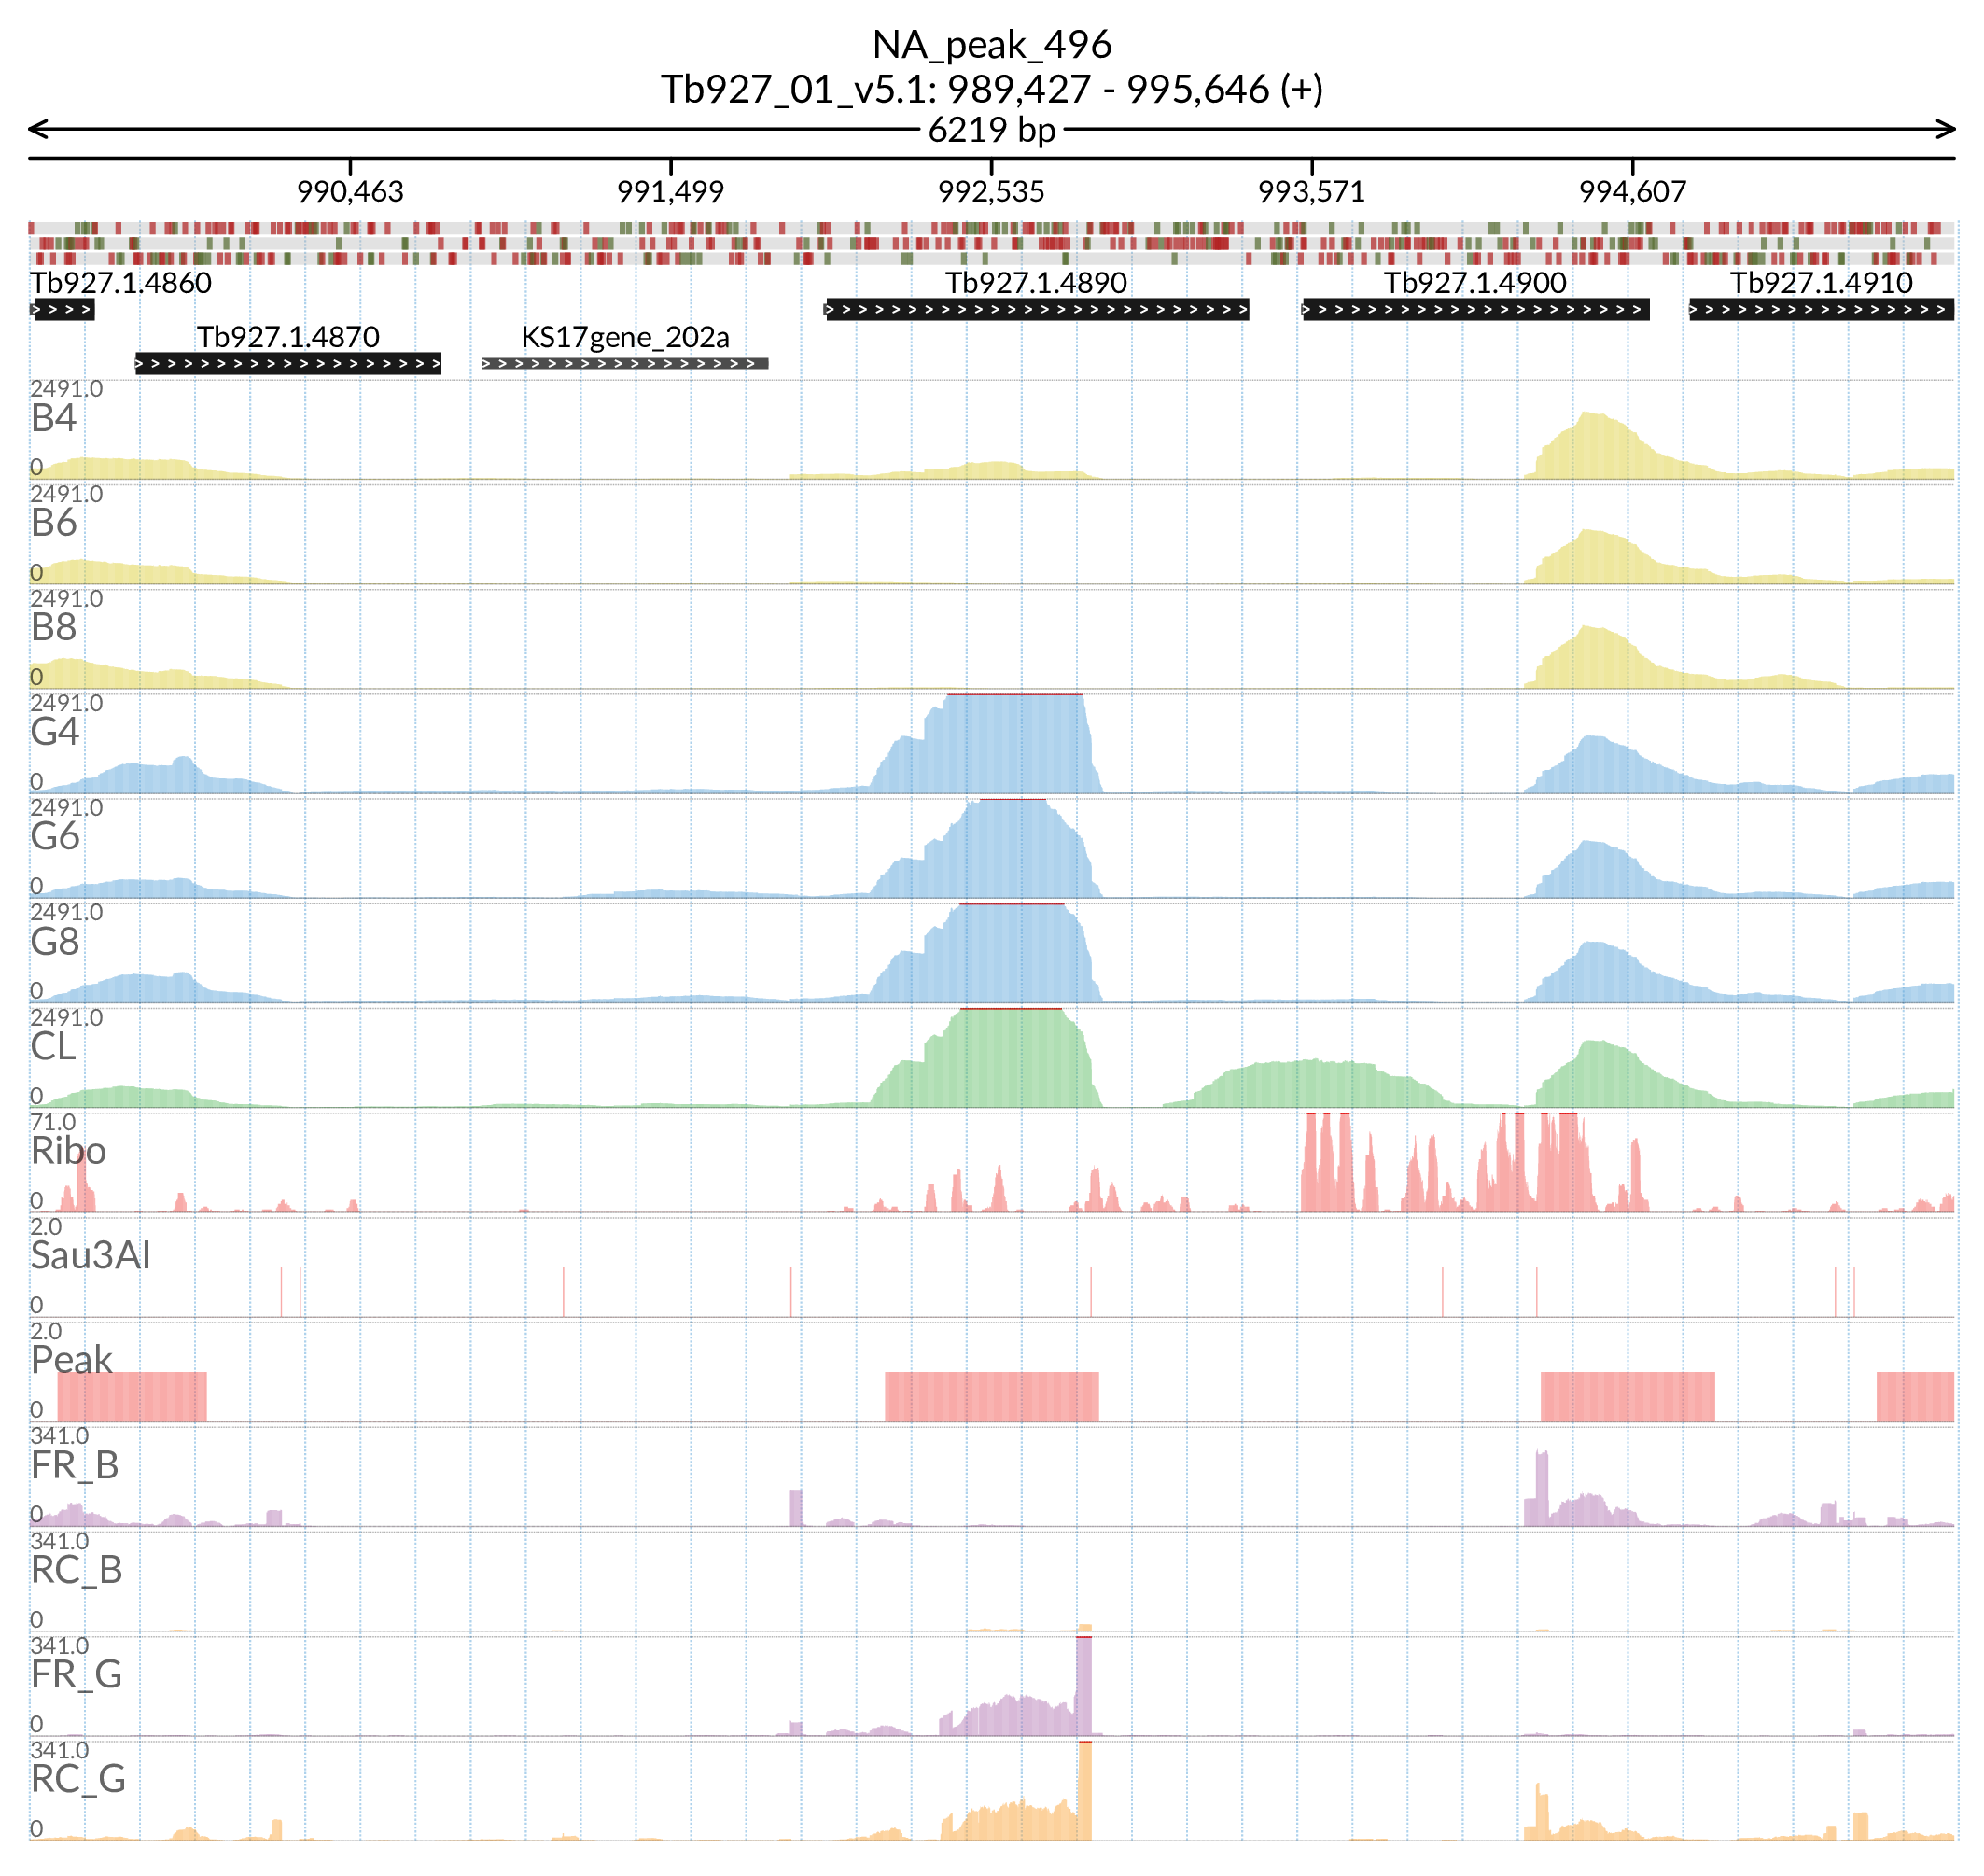 NA_peak_496
Tb927_01_v5.1: 989,427 - 995,646 (+)
6219 bp
990,463 991,499 992,535 993,571 994,607
Tb927.1.4860 Tb927.1.4890 Tb927.1.4900 Tb927.1.4910
Tb927.1.4870 KS17gene_202a
2491.0
B4
0
2491.0
B6
0
2491.0
B8
0
2491.0
G4
0
2491.0
G6
0
2491.0
G8
0
2491.0
CL
0
71.0
Ribo
0
2.0
Sau3AI
0
2.0
Peak
0
341.0
FR_B
0
341.0
RC_B
0
341.0
FR_G
0
341.0
RC_G
0